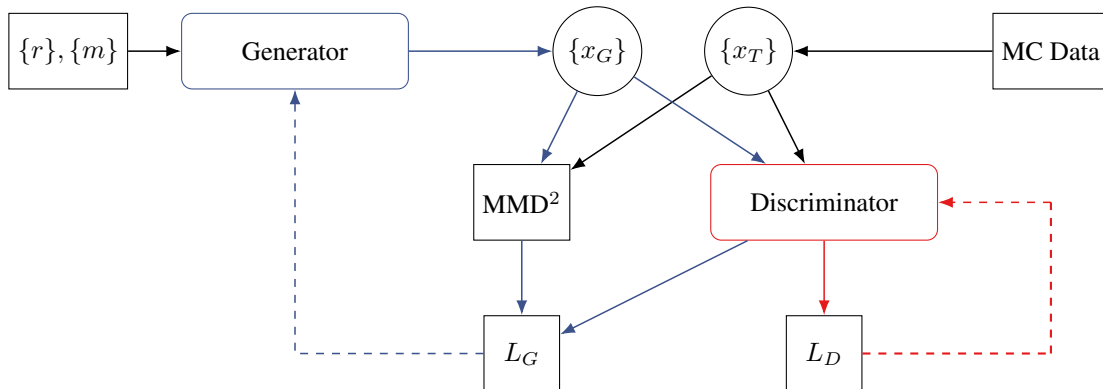 {r}, {m}
Generator
{x_G}
{x_T}
MC Data
MMD²
Discriminator
L_G
L_D